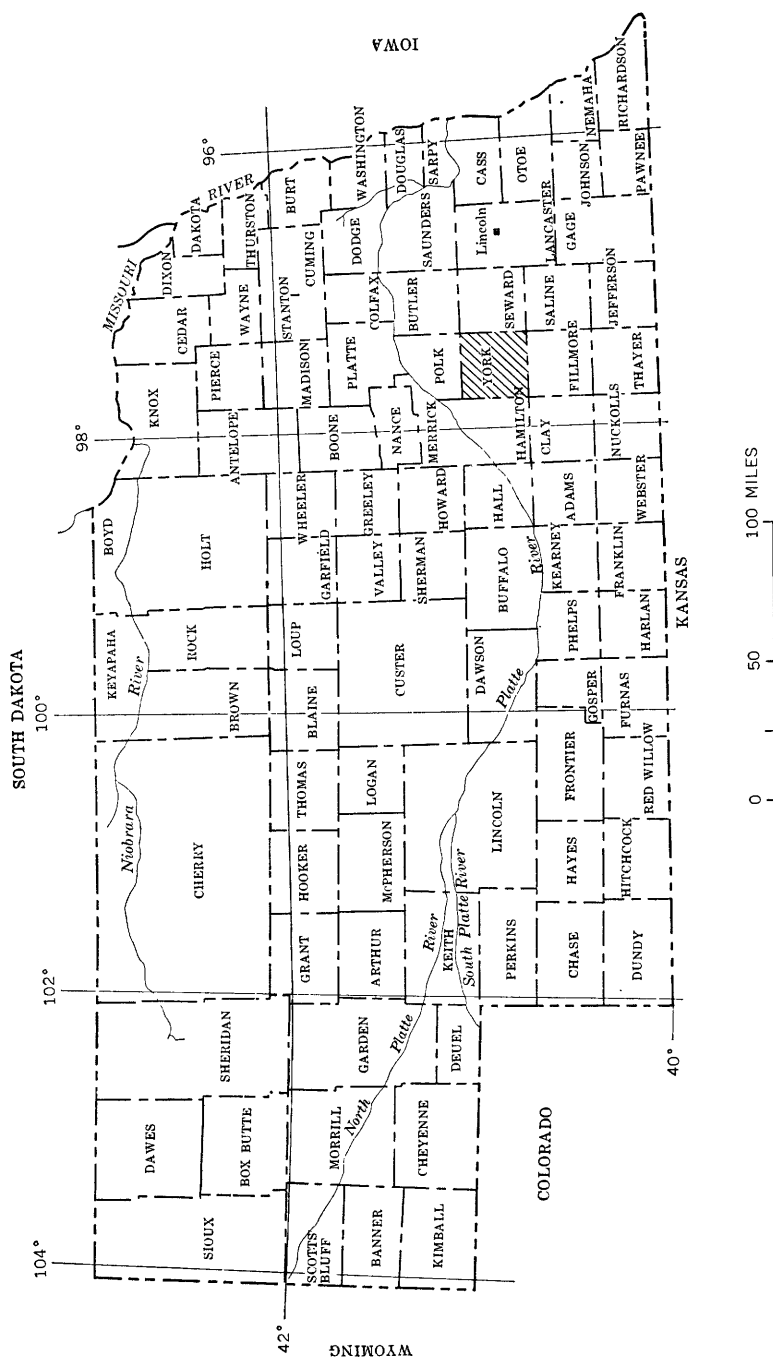 SOUTH DAKOTA
104°
102°
100°
98°
96°
42°
40°
WYOMING
COLORADO
KANSAS
IOWA
MISSOURI
RIVER
Niobrara
River
North
Platte
River
South Platte River
Platte
River
SIOUX
DAWES
BOX BUTTE
SHERIDAN
CHERRY
KEYAPAHA
BOYD
BROWN
ROCK
HOLT
KNOX
CEDAR
DIXON
DAKOTA
ANTELOPE
PIERCE
WAYNE
THURSTON
SCOTTS
BLUFF
BANNER
KIMBALL
MORRILL
CHEYENNE
GARDEN
DEUEL
GRANT
HOOKER
THOMAS
BLAINE
LOUP
GARFIELD
WHEELER
BOONE
MADISON
STANTON
CUMING
BURT
ARTHUR
McPHERSON
LOGAN
CUSTER
VALLEY
GREELEY
NANCE
PLATTE
COLFAX
DODGE
WASHINGTON
KEITH
LINCOLN
SHERMAN
HOWARD
MERRICK
POLK
BUTLER
SAUNDERS
DOUGLAS
SARPY
PERKINS
DAWSON
BUFFALO
HALL
HAMILTON
YORK
SEWARD
Lincoln
LANCASTER
CASS
OTOE
CHASE
HAYES
FRONTIER
GOSPER
PHELPS
KEARNEY
ADAMS
CLAY
FILLMORE
SALINE
GAGE
JOHNSON
NEMAHA
DUNDY
HITCHCOCK
RED WILLOW
FURNAS
HARLAN
FRANKLIN
WEBSTER
NUCKOLLS
THAYER
JEFFERSON
PAWNEE
RICHARDSON
0 50 100 MILES